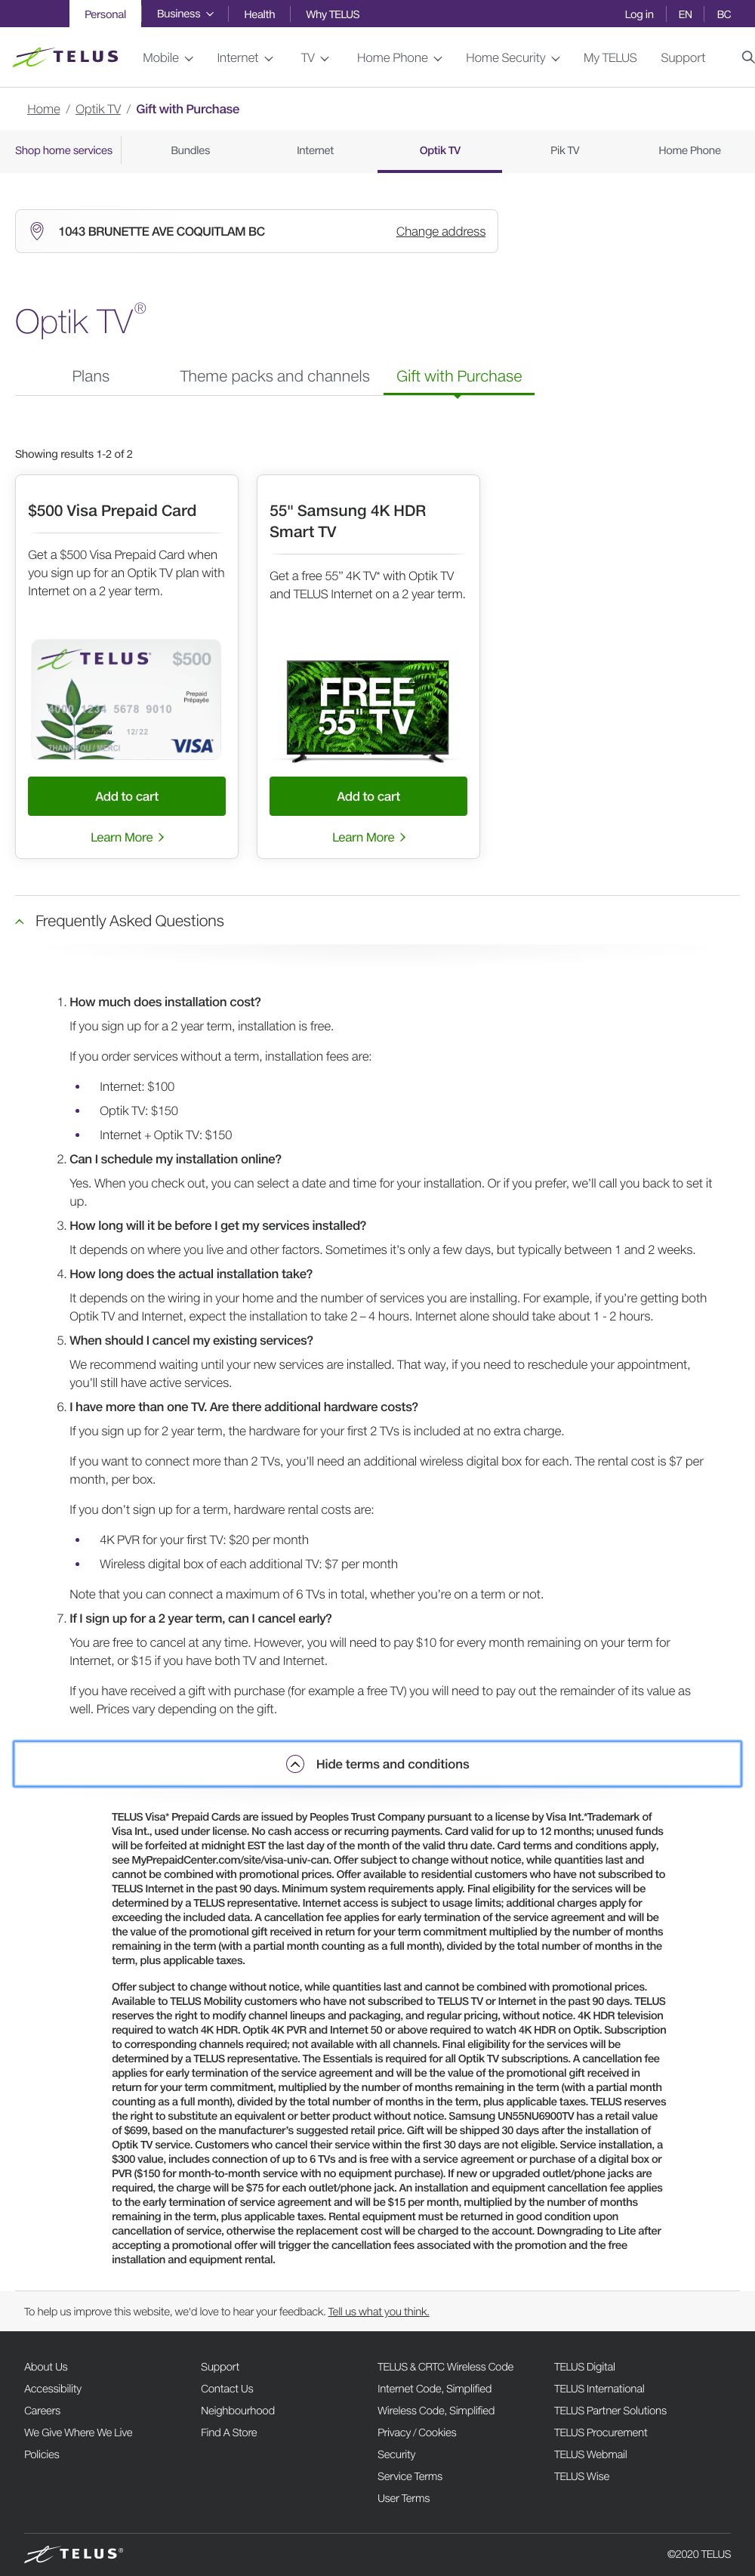 Personal Business Health Why TELUS Log in EN BC
TELUS Mobile Internet TV Home Phone Home Security My TELUS Support
Home / Optik TV / Gift with Purchase
Shop home services Bundles Internet Optik TV Pik TV Home Phone
1043 BRUNETTE AVE COQUITLAM BC Change address
Optik TV®
Plans Theme packs and channels Gift with Purchase
Showing results 1-2 of 2
$500 Visa Prepaid Card
Get a $500 Visa Prepaid Card when
you sign up for an Optik TV plan with
Internet on a 2 year term.
TELUS® $500
Prepaid
Prépayée
4000 1234 5678 9010
12/22
THANK YOU / MERCI
VISA
Add to cart
Learn More
55" Samsung 4K HDR
Smart TV
Get a free 55" 4K TV* with Optik TV
and TELUS Internet on a 2 year term.
FREE
55" TV
Add to cart
Learn More
Frequently Asked Questions
1. How much does installation cost?
If you sign up for a 2 year term, installation is free.
If you order services without a term, installation fees are:
• Internet: $100
• Optik TV: $150
• Internet + Optik TV: $150
2. Can I schedule my installation online?
Yes. When you check out, you can select a date and time for your installation. Or if you prefer, we'll call you back to set it
up.
3. How long will it be before I get my services installed?
It depends on where you live and other factors. Sometimes it's only a few days, but typically between 1 and 2 weeks.
4. How long does the actual installation take?
It depends on the wiring in your home and the number of services you are installing. For example, if you're getting both
Optik TV and Internet, expect the installation to take 2 – 4 hours. Internet alone should take about 1 - 2 hours.
5. When should I cancel my existing services?
We recommend waiting until your new services are installed. That way, if you need to reschedule your appointment,
you'll still have active services.
6. I have more than one TV. Are there additional hardware costs?
If you sign up for 2 year term, the hardware for your first 2 TVs is included at no extra charge.
If you want to connect more than 2 TVs, you'll need an additional wireless digital box for each. The rental cost is $7 per
month, per box.
If you don't sign up for a term, hardware rental costs are:
• 4K PVR for your first TV: $20 per month
• Wireless digital box of each additional TV: $7 per month
Note that you can connect a maximum of 6 TVs in total, whether you're on a term or not.
7. If I sign up for a 2 year term, can I cancel early?
You are free to cancel at any time. However, you will need to pay $10 for every month remaining on your term for
Internet, or $15 if you have both TV and Internet.
If you have received a gift with purchase (for example a free TV) you will need to pay out the remainder of its value as
well. Prices vary depending on the gift.
Hide terms and conditions
TELUS Visa* Prepaid Cards are issued by Peoples Trust Company pursuant to a license by Visa Int.*Trademark of
Visa Int., used under license. No cash access or recurring payments. Card valid for up to 12 months; unused funds
will be forfeited at midnight EST the last day of the month of the valid thru date. Card terms and conditions apply,
see MyPrepaidCenter.com/site/visa-univ-can. Offer subject to change without notice, while quantities last and
cannot be combined with promotional prices. Offer available to residential customers who have not subscribed to
TELUS Internet in the past 90 days. Minimum system requirements apply. Final eligibility for the services will be
determined by a TELUS representative. Internet access is subject to usage limits; additional charges apply for
exceeding the included data. A cancellation fee applies for early termination of the service agreement and will be
the value of the promotional gift received in return for your term commitment multiplied by the number of months
remaining in the term (with a partial month counting as a full month), divided by the total number of months in the
term, plus applicable taxes.
Offer subject to change without notice, while quantities last and cannot be combined with promotional prices.
Available to TELUS Mobility customers who have not subscribed to TELUS TV or Internet in the past 90 days. TELUS
reserves the right to modify channel lineups and packaging, and regular pricing, without notice. 4K HDR television
required to watch 4K HDR. Optik 4K PVR and Internet 50 or above required to watch 4K HDR on Optik. Subscription
to corresponding channels required; not available with all channels. Final eligibility for the services will be
determined by a TELUS representative. The Essentials is required for all Optik TV subscriptions. A cancellation fee
applies for early termination of the service agreement and will be the value of the promotional gift received in
return for your term commitment, multiplied by the number of months remaining in the term (with a partial month
counting as a full month), divided by the total number of months in the term, plus applicable taxes. TELUS reserves
the right to substitute an equivalent or better product without notice. Samsung UN55NU6900TV has a retail value
of $699, based on the manufacturer's suggested retail price. Gift will be shipped 30 days after the installation of
Optik TV service. Customers who cancel their service within the first 30 days are not eligible. Service installation, a
$300 value, includes connection of up to 6 TVs and is free with a service agreement or purchase of a digital box or
PVR ($150 for month-to-month service with no equipment purchase). If new or upgraded outlet/phone jacks are
required, the charge will be $75 for each outlet/phone jack. An installation and equipment cancellation fee applies
to the early termination of service agreement and will be $15 per month, multiplied by the number of months
remaining in the term, plus applicable taxes. Rental equipment must be returned in good condition upon
cancellation of service, otherwise the replacement cost will be charged to the account. Downgrading to Lite after
accepting a promotional offer will trigger the cancellation fees associated with the promotion and the free
installation and equipment rental.
To help us improve this website, we'd love to hear your feedback. Tell us what you think.
About Us
Accessibility
Careers
We Give Where We Live
Policies
Support
Contact Us
Neighbourhood
Find A Store
TELUS & CRTC Wireless Code
Internet Code, Simplified
Wireless Code, Simplified
Privacy / Cookies
Security
Service Terms
User Terms
TELUS Digital
TELUS International
TELUS Partner Solutions
TELUS Procurement
TELUS Webmail
TELUS Wise
TELUS® ©2020 TELUS